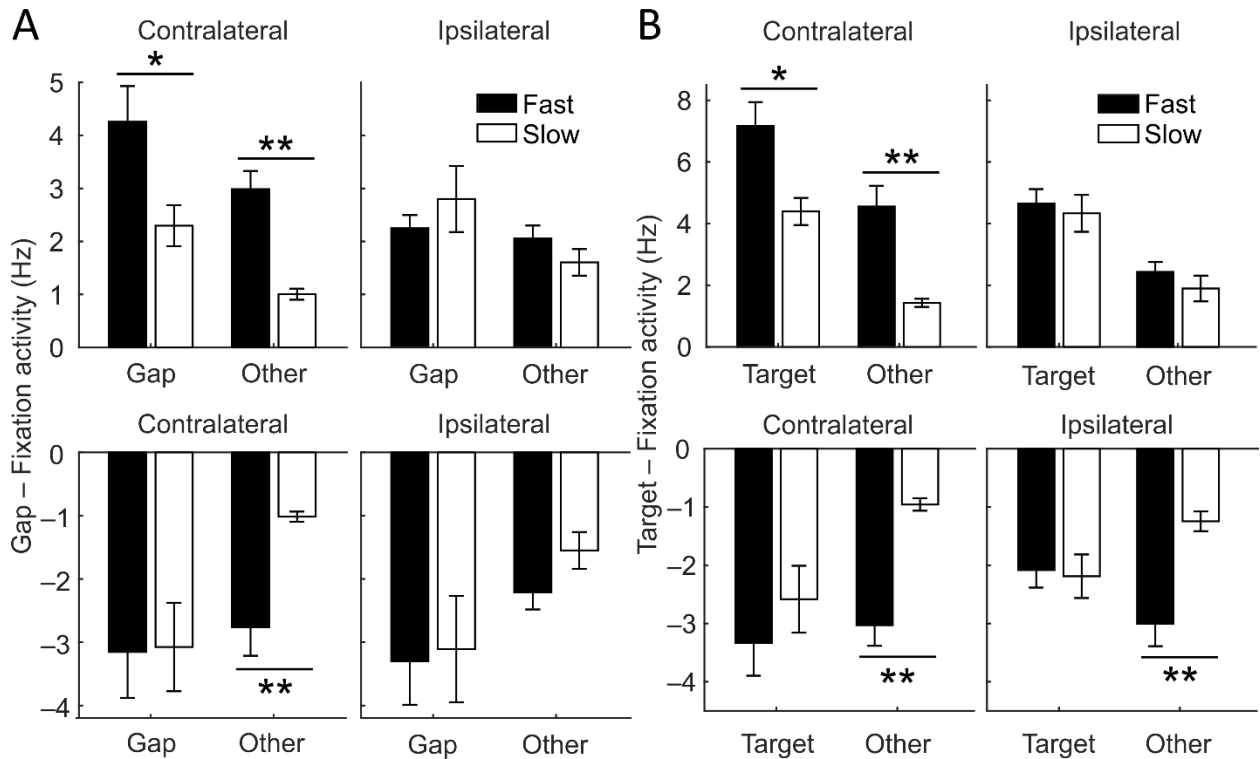 A
Contralateral
Ipsilateral
*
**
Fast
Slow
5
4
3
2
1
0
Gap
Other
Gap
Other
Gap – Fixation activity (Hz)
Contralateral
Ipsilateral
0
–1
–2
–3
–4
**
Gap
Other
Gap
Other
B
Contralateral
Ipsilateral
*
**
Fast
Slow
8
6
4
2
0
Target
Other
Target
Other
Target – Fixation activity (Hz)
Contralateral
Ipsilateral
0
–1
–2
–3
–4
**
**
Target
Other
Target
Other